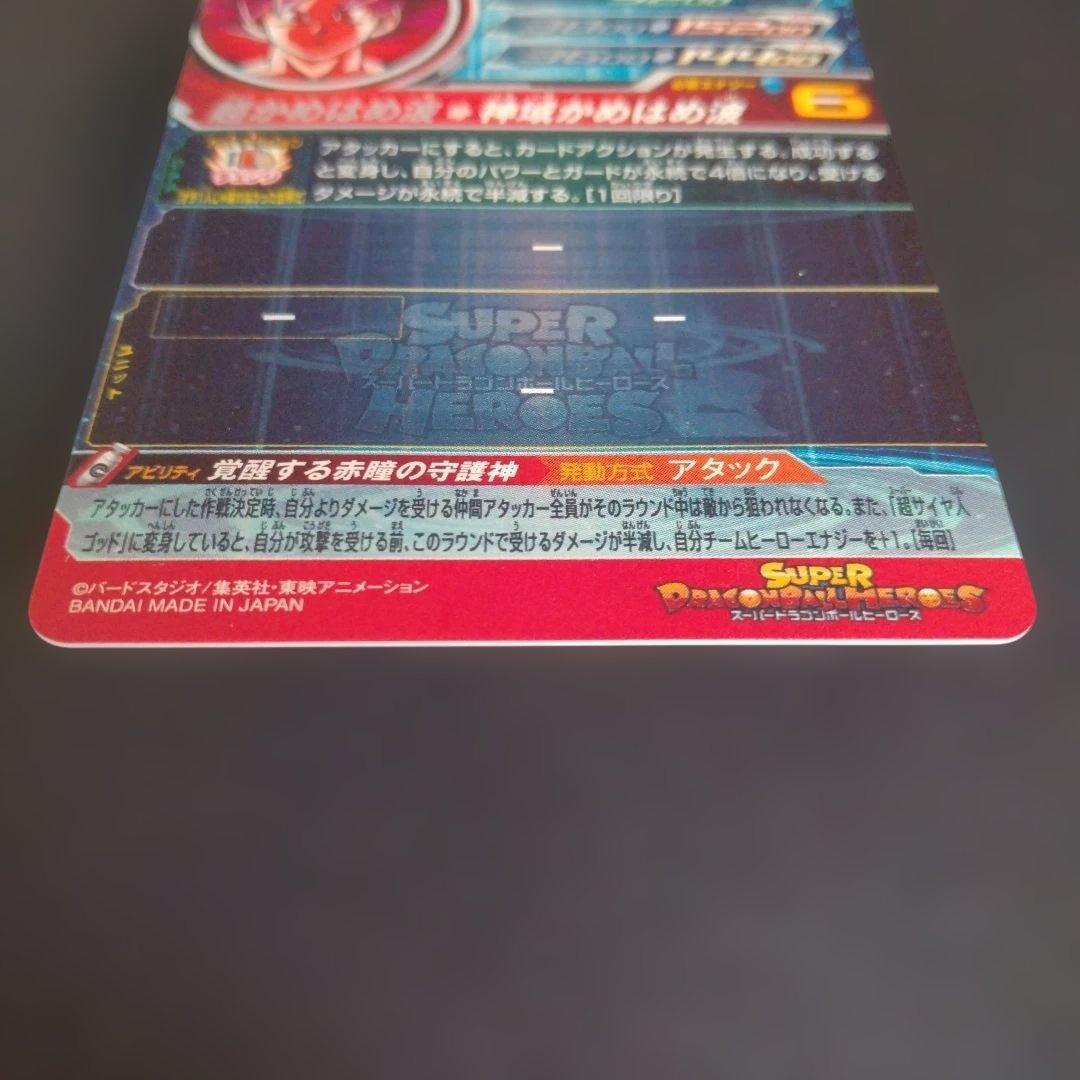 15200
14400
6
超かめはめ波➡神域かめはめ波
アタッカーにすると、カードアクションが発生する。成功する
と変身し、自分のパワーとガードが永続で4倍になり、受ける
ダメージが永続で半減する。[1回限り]
ー
ー
ー
ー
ユニット
SUPER
DRAGONBALL
スーパードラゴンボールヒーローズ
HEROES
アビリティ 覚醒する赤瞳の守護神 発動方式 アタック
アタッカーにした作戦決定時、自分よりダメージを受ける仲間アタッカー全員がそのラウンド中は敵から狙われなくなる。また、「超サイヤ人
ゴッド」に変身していると、自分が攻撃を受ける前、このラウンドで受けるダメージが半減し、自分チームヒーローエナジーを+1。[毎回]
©バードスタジオ/集英社・東映アニメーション
BANDAI MADE IN JAPAN
SUPER
DRAGONBALL HEROES
スーパードラゴンボールヒーローズ